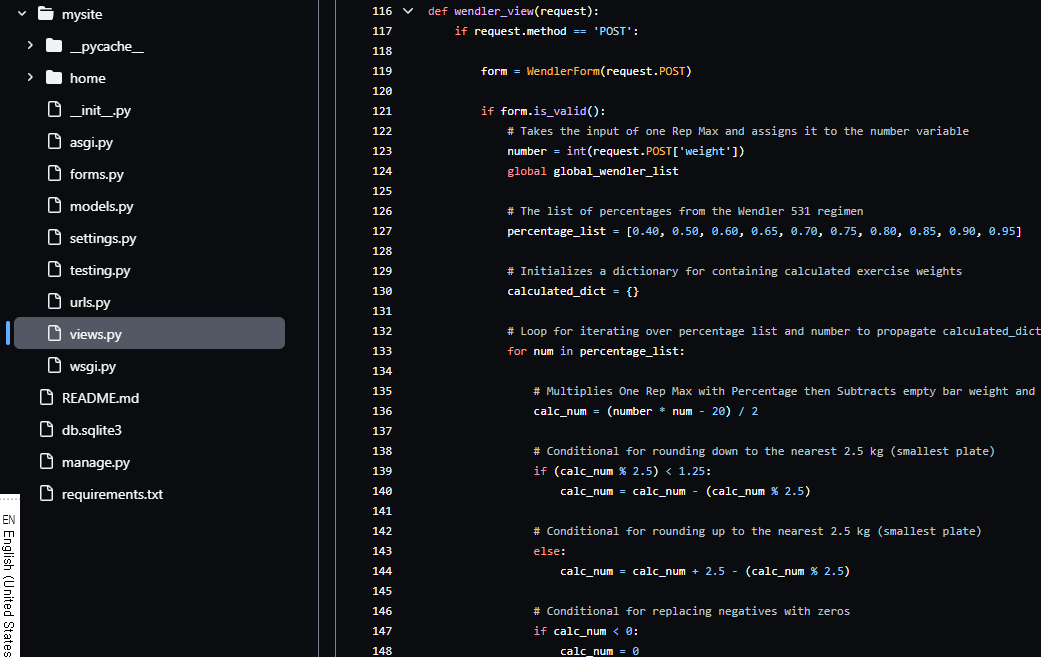 mysite
__pycache__
home
__init__.py
asgi.py
forms.py
models.py
settings.py
testing.py
urls.py
views.py
wsgi.py
README.md
db.sqlite3
manage.py
requirements.txt
EN English (United States
116 def wendler_view(request):
117 if request.method == 'POST':
118
119 form = WendlerForm(request.POST)
120
121 if form.is_valid():
122 # Takes the input of one Rep Max and assigns it to the number variable
123 number = int(request.POST['weight'])
124 global global_wendler_list
125
126 # The list of percentages from the Wendler 531 regimen
127 percentage_list = [0.40, 0.50, 0.60, 0.65, 0.70, 0.75, 0.80, 0.85, 0.90, 0.95]
128
129 # Initializes a dictionary for containing calculated exercise weights
130 calculated_dict = {}
131
132 # Loop for iterating over percentage list and number to propagate calculated_dict
133 for num in percentage_list:
134
135 # Multiplies One Rep Max with Percentage then Subtracts empty bar weight and
136 calc_num = (number * num - 20) / 2
137
138 # Conditional for rounding down to the nearest 2.5 kg (smallest plate)
139 if (calc_num % 2.5) < 1.25:
140 calc_num = calc_num - (calc_num % 2.5)
141
142 # Conditional for rounding up to the nearest 2.5 kg (smallest plate)
143 else:
144 calc_num = calc_num + 2.5 - (calc_num % 2.5)
145
146 # Conditional for replacing negatives with zeros
147 if calc_num < 0:
148 calc_num = 0